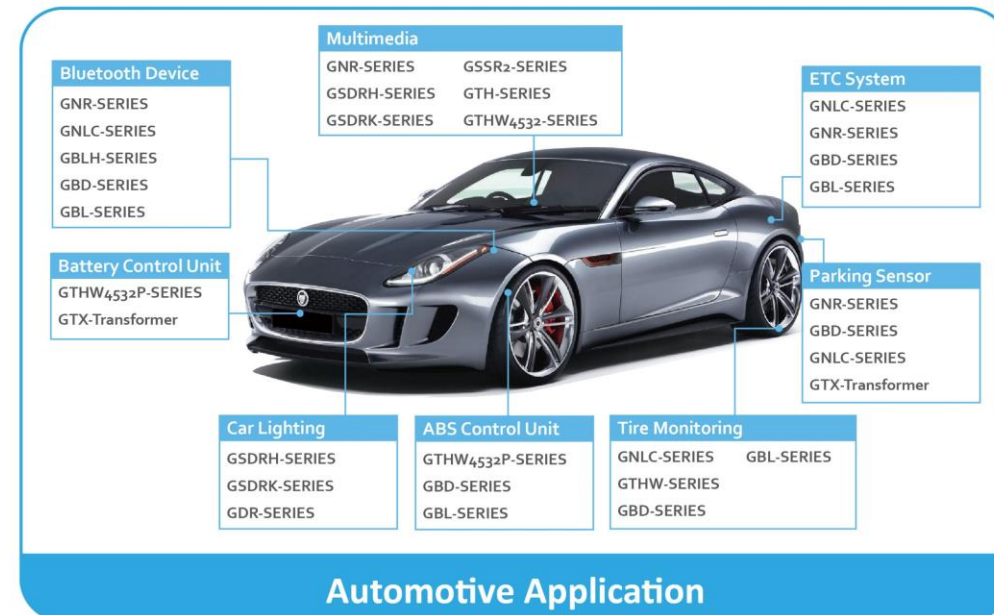 Multimedia
GNR-SERIES GSSR2-SERIES
GSDRH-SERIES GTH-SERIES
GSDRK-SERIES GTHW4532-SERIES
Bluetooth Device
GNR-SERIES
GNLC-SERIES
GBLH-SERIES
GBD-SERIES
GBL-SERIES
ETC System
GNLC-SERIES
GNR-SERIES
GBD-SERIES
GBL-SERIES
Battery Control Unit
GTHW4532P-SERIES
GTX-Transformer
Parking Sensor
GNR-SERIES
GBD-SERIES
GNLC-SERIES
GTX-Transformer
Car Lighting
GSDRH-SERIES
GSDRK-SERIES
GDR-SERIES
ABS Control Unit
GTHW4532P-SERIES
GBD-SERIES
GBL-SERIES
Tire Monitoring
GNLC-SERIES GBL-SERIES
GTHW-SERIES
GBD-SERIES
Automotive Application